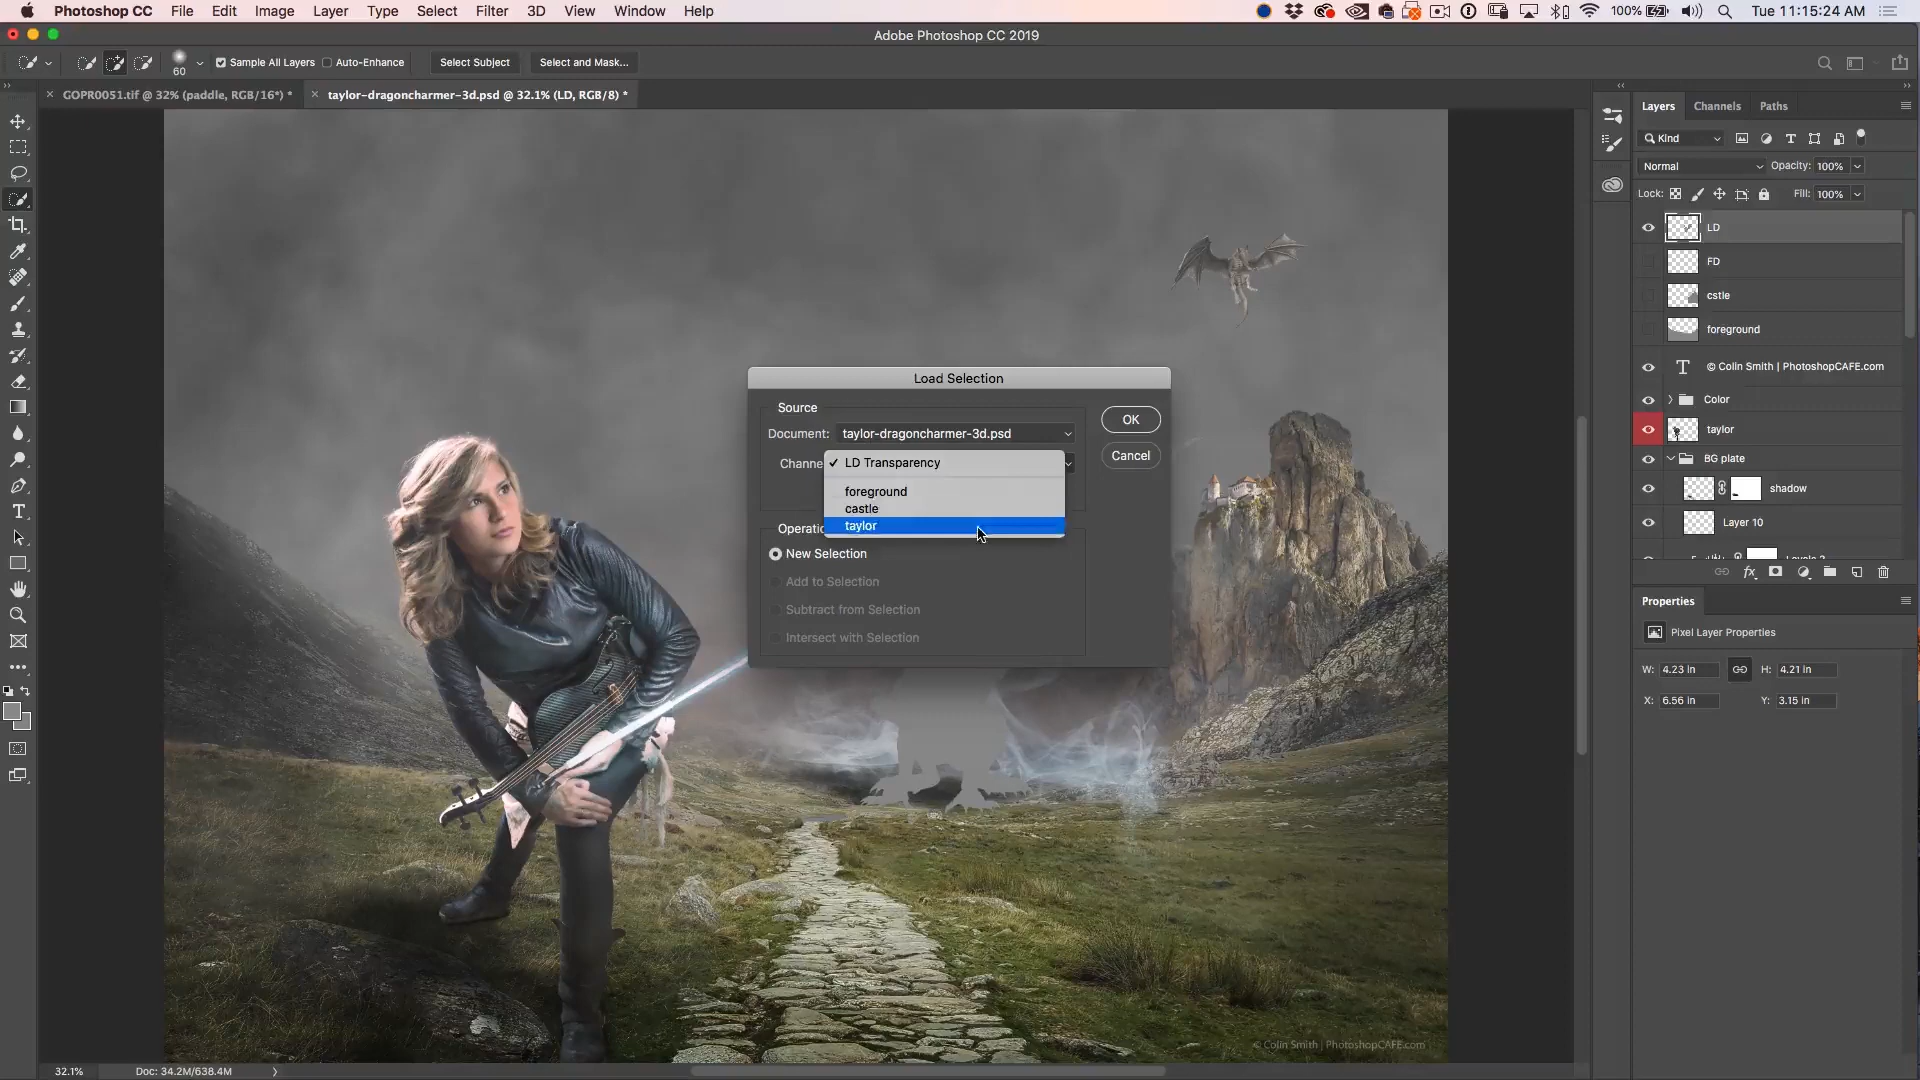 Photoshop CC File Edit Image Layer Type Select Filter 3D View Window Help 100% Tue 11:15:24 AM
Adobe Photoshop CC 2019
60 Sample All Layers Auto-Enhance Select Subject Select and Mask...
GOPR0051.tif @ 32% (paddle, RGB/16*) * taylor-dragoncharmer-3d.psd @ 32.1% (LD, RGB/8) *
Layers Channels Paths
Kind
Normal Opacity: 100%
Lock: Fill: 100%
LD
FD
cstle
foreground
© Colin Smith | PhotoshopCAFE.com
Color
taylor
BG plate
shadow
Layer 10
Properties
Pixel Layer Properties
W: 4.23 in H: 4.21 in
X: 6.56 in Y: 3.15 in
Load Selection
Source
Document: taylor-dragoncharmer-3d.psd
Channe LD Transparency
foreground
castle
taylor
Operatio
New Selection
Add to Selection
Subtract from Selection
Intersect with Selection
OK
Cancel
© Colin Smith | PhotoshopCAFE.com
32.1% Doc: 34.2M/638.4M